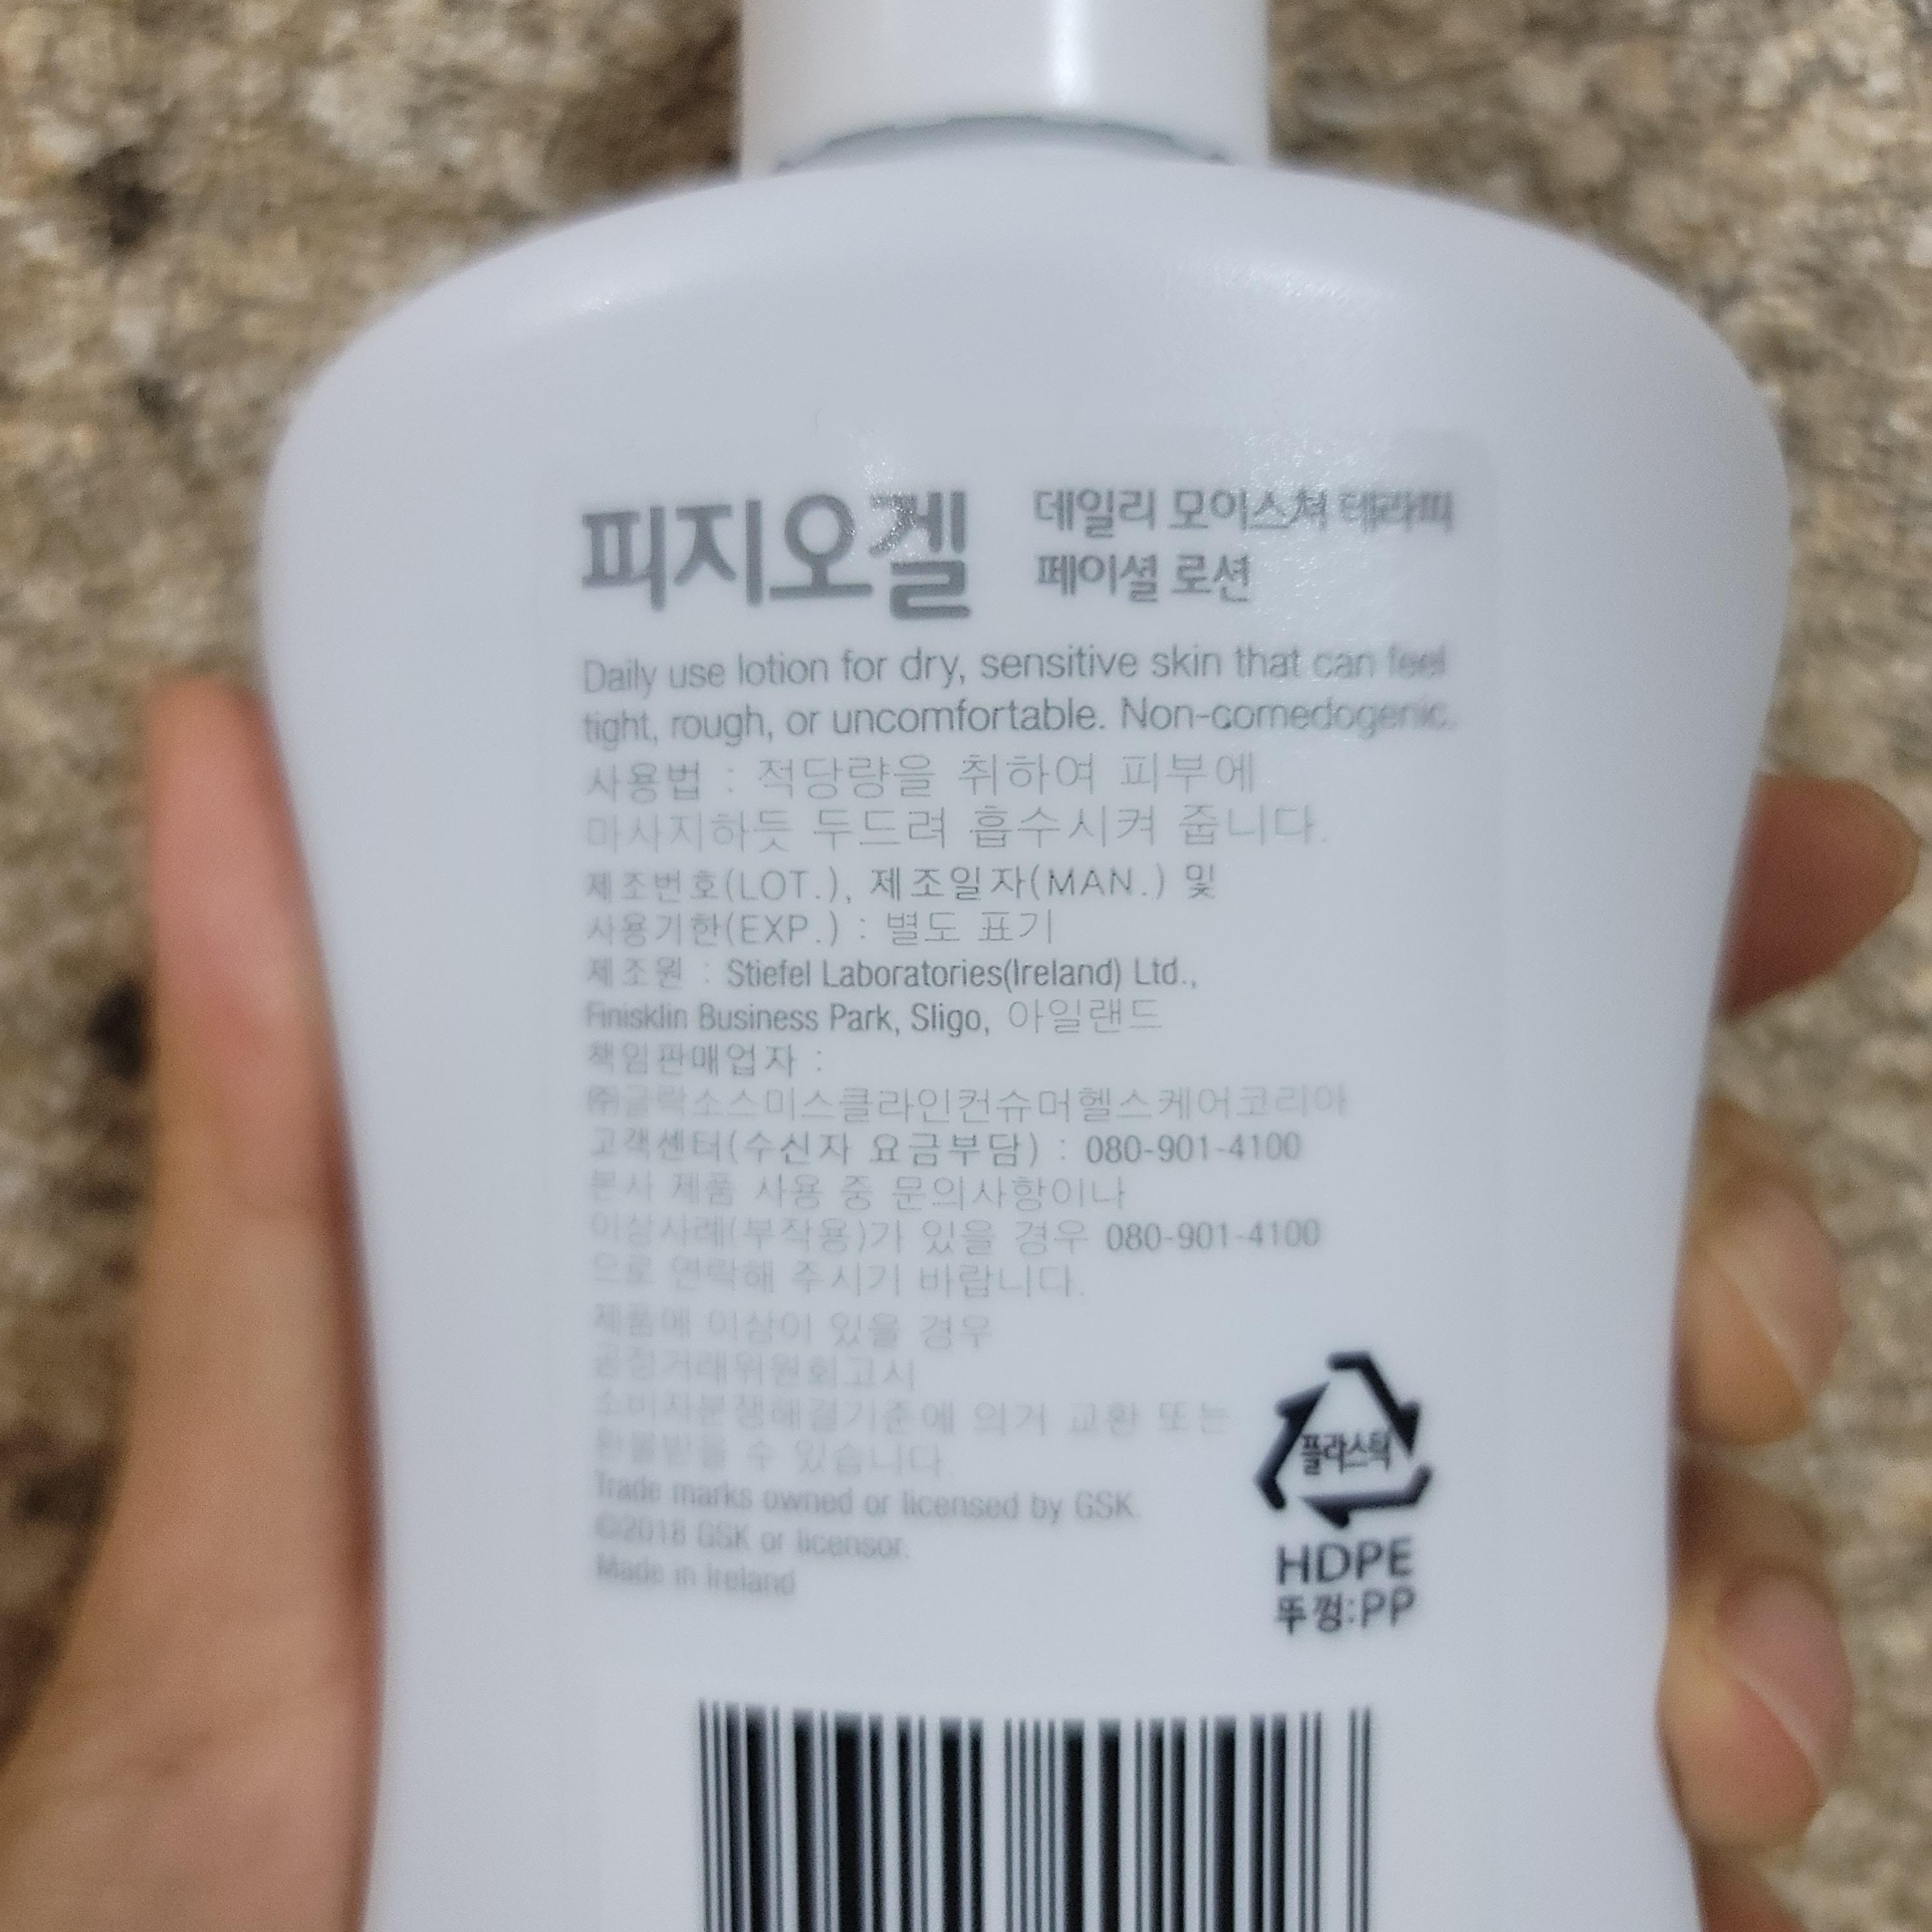 피지오겔
데일리 모이스쳐 테라피
페이셜 로션
Daily use lotion for dry, sensitive skin that can feel
tight, rough, or uncomfortable. Non-comedogenic.
사용법 : 적당량을 취하여 피부에
마사지하듯 두드려 흡수시켜 줍니다.
제조번호(LOT.), 제조일자(MAN.) 및
사용기한(EXP.) : 별도 표기
제조원 : Stiefel Laboratories(Ireland) Ltd.,
Finisklin Business Park, Sligo, 아일랜드
책임판매업자 :
㈜글락소스미스클라인컨슈머헬스케어코리아
고객센터(수신자 요금부담) : 080-901-4100
본사 제품 사용 중 문의사항이나
이상사례(부작용)가 있을 경우 080-901-4100
으로 연락해 주시기 바랍니다.
제품에 이상이 있을 경우
공정거래위원회고시
소비자분쟁해결기준에 의거 교환 또는
환불받을 수 있습니다.
Trade marks owned or licensed by GSK.
©2018 GSK or licensor.
Made in Ireland
플라스틱
HDPE
뚜껑:PP